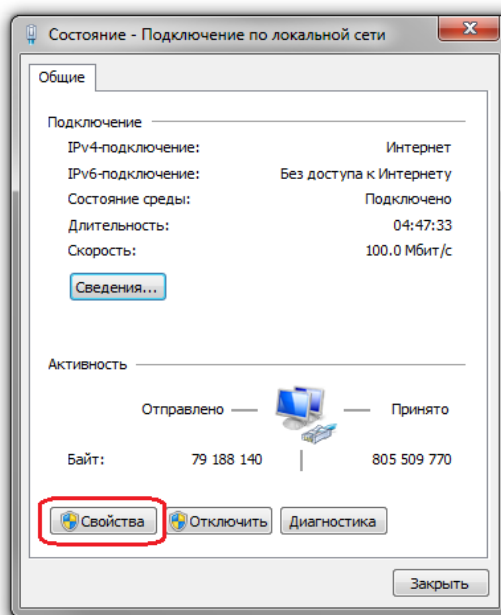 Состояние - Подключение по локальной сети
Общие
Подключение
IPv4-подключение: Интернет
IPv6-подключение: Без доступа к Интернету
Состояние среды: Подключено
Длительность: 04:47:33
Скорость: 100.0 Мбит/с
Сведения...
Активность
Отправлено — Принято
Байт: 79 188 140 | 805 509 770
Свойства Отключить Диагностика
Закрыть